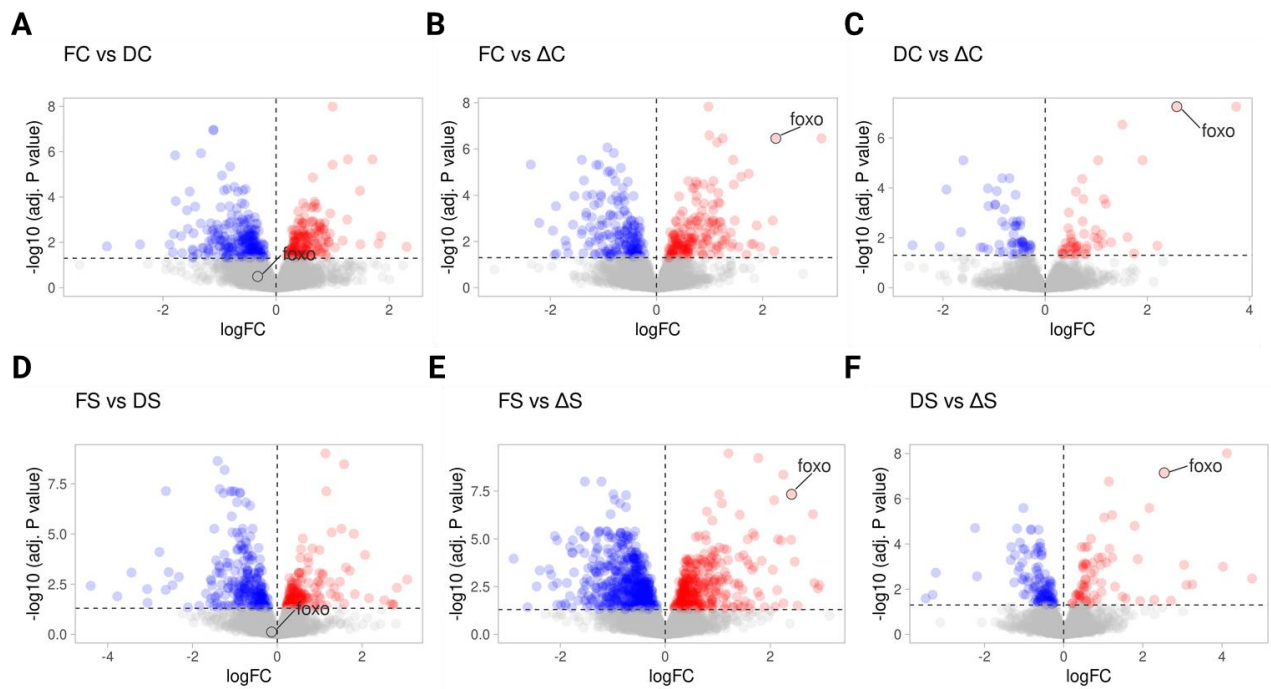 A
FC vs DC
8
6
4
2
0
-log10 (adj. P value)
foxo
-2
0
2
logFC
B
FC vs ΔC
8
6
4
2
0
-log10 (adj. P value)
foxo
-2
0
2
logFC
C
DC vs ΔC
6
4
2
0
-log10 (adj. P value)
foxo
-2
0
2
4
logFC
D
FS vs DS
7.5
5.0
2.5
0.0
-log10 (adj. P value)
foxo
-4
-2
0
2
logFC
E
FS vs ΔS
7.5
5.0
2.5
0.0
-log10 (adj. P value)
foxo
-2
0
2
logFC
F
DS vs ΔS
8
6
4
2
0
-log10 (adj. P value)
foxo
-2
0
2
4
logFC